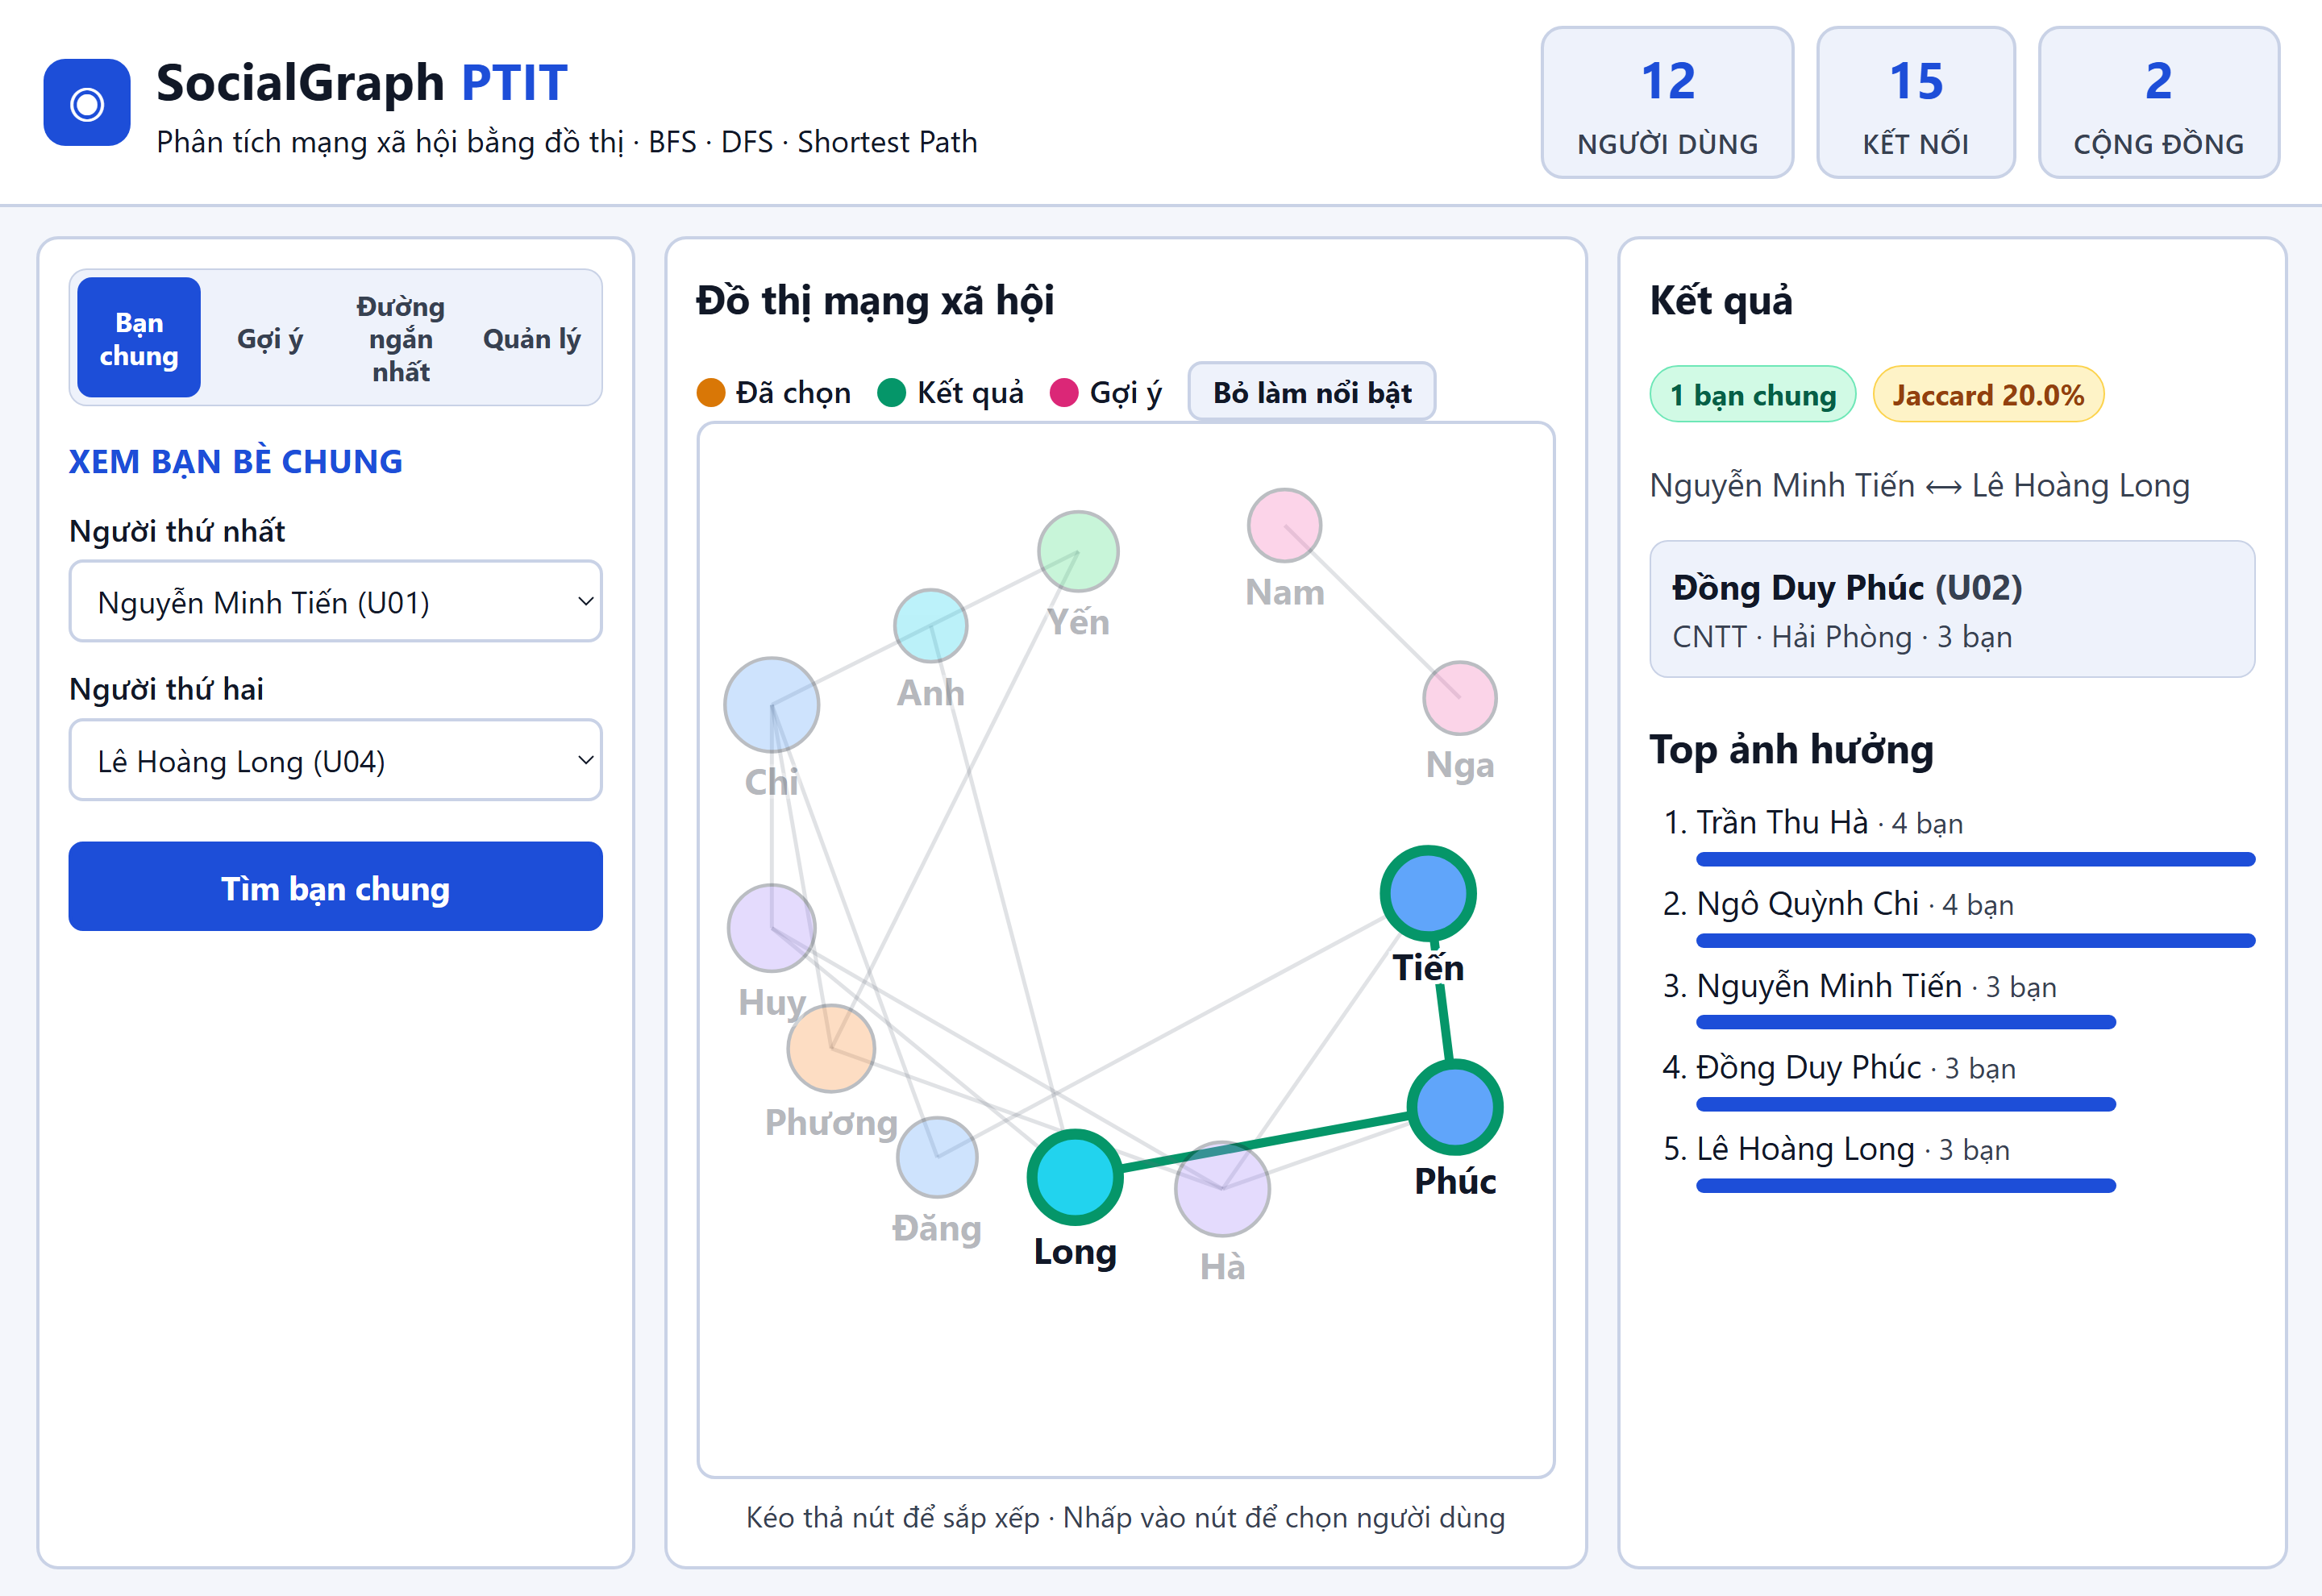 SocialGraph PTIT
Phân tích mạng xã hội bằng đồ thị · BFS · DFS · Shortest Path
12
NGƯỜI DÙNG
15
KẾT NỐI
2
CỘNG ĐỒNG
Bạn
chung
Gợi ý
Đường
ngắn
nhất
Quản lý
XEM BẠN BÈ CHUNG
Người thứ nhất
Nguyễn Minh Tiến (U01)
Người thứ hai
Lê Hoàng Long (U04)
Tìm bạn chung
Đồ thị mạng xã hội
Đã chọn
Kết quả
Gợi ý
Bỏ làm nổi bật
Nam
Yến
Anh
Nga
Chi
Tiến
Huy
Phương
Phúc
Đăng
Long
Hà
Kéo thả nút để sắp xếp · Nhấp vào nút để chọn người dùng
Kết quả
1 bạn chung
Jaccard 20.0%
Nguyễn Minh Tiến ↔ Lê Hoàng Long
Đồng Duy Phúc (U02)
CNTT · Hải Phòng · 3 bạn
Top ảnh hưởng
1. Trần Thu Hà · 4 bạn
2. Ngô Quỳnh Chi · 4 bạn
3. Nguyễn Minh Tiến · 3 bạn
4. Đồng Duy Phúc · 3 bạn
5. Lê Hoàng Long · 3 bạn